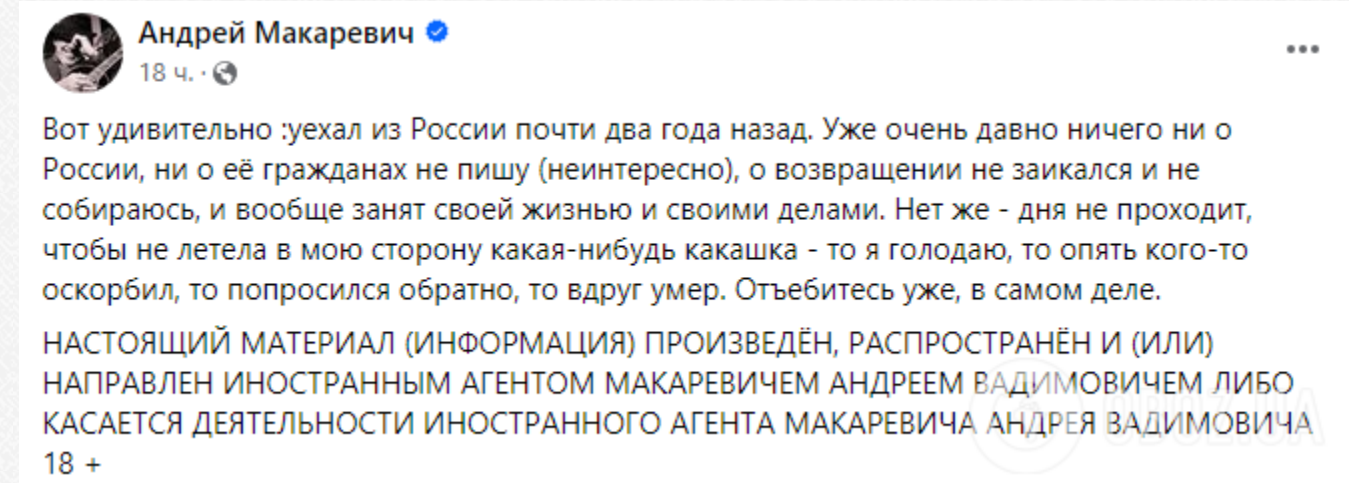 Андрей Макаревич
18 ч. ·
Вот удивительно :уехал из России почти два года назад. Уже очень давно ничего ни о
России, ни о её гражданах не пишу (неинтересно), о возвращении не заикался и не
собираюсь, и вообще занят своей жизнью и своими делами. Нет же - дня не проходит,
чтобы не летела в мою сторону какая-нибудь какашка - то я голодаю, то опять кого-то
оскорбил, то попросился обратно, то вдруг умер. Отъебитесь уже, в самом деле.
НАСТОЯЩИЙ МАТЕРИАЛ (ИНФОРМАЦИЯ) ПРОИЗВЕДЁН, РАСПРОСТРАНЁН И (ИЛИ)
НАПРАВЛЕН ИНОСТРАННЫМ АГЕНТОМ МАКАРЕВИЧЕМ АНДРЕЕМ ВАДИМОВИЧЕМ ЛИБО
КАСАЕТСЯ ДЕЯТЕЛЬНОСТИ ИНОСТРАННОГО АГЕНТА МАКАРЕВИЧА АНДРЕЯ ВАДИМОВИЧА
18 +